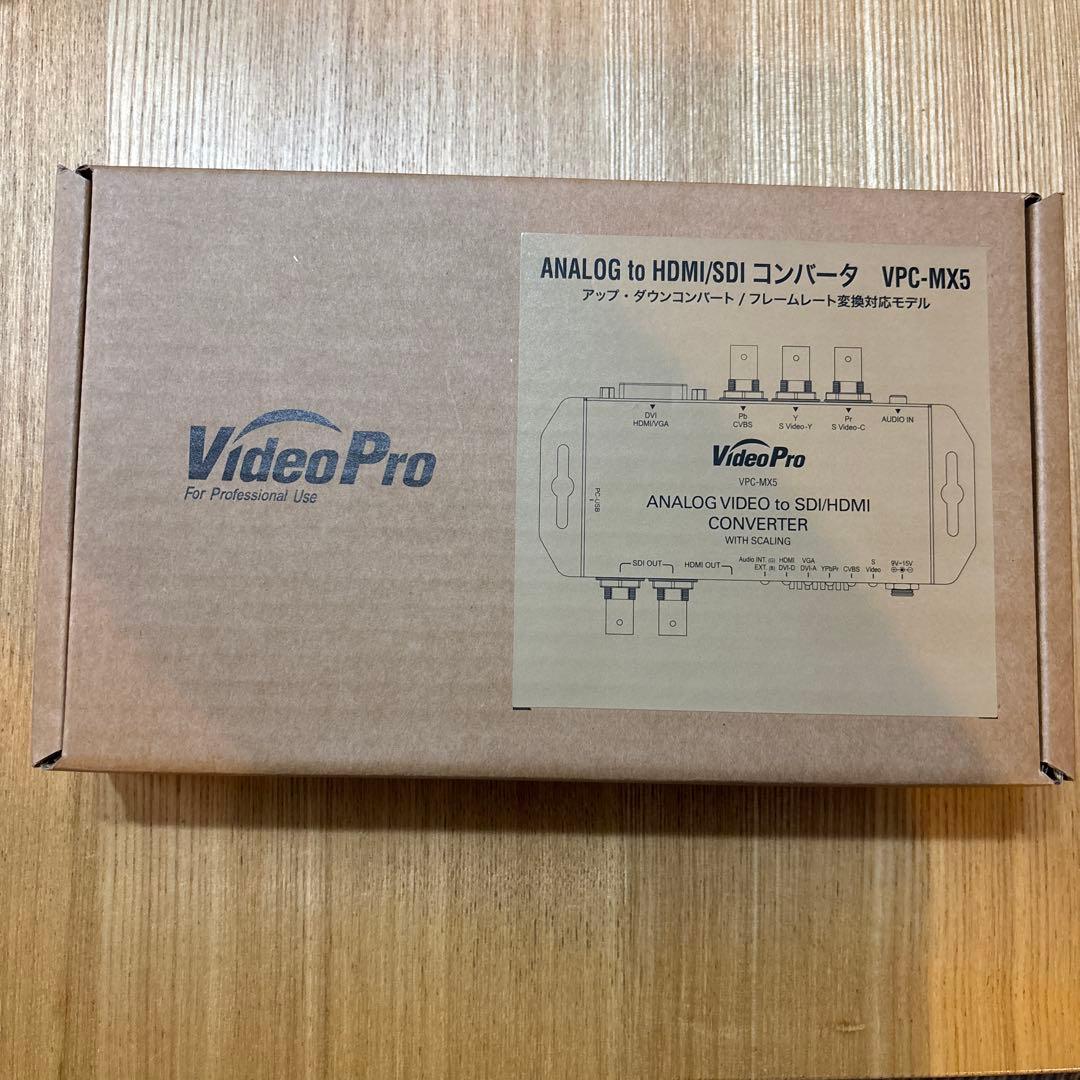 VideoPro
For Professional Use
ANALOG to HDMI/SDI コンバータ VPC-MX5
アップ・ダウンコンバート / フレームレート変換対応モデル
DVI
HDMI/VGA
Pb
CVBS
Y
S Video-Y
Pr
S Video-C
AUDIO IN
VideoPro
VPC-MX5
PC-USB
ANALOG VIDEO to SDI/HDMI
CONVERTER
WITH SCALING
SDI OUT
HDMI OUT
Audio INT. (G)
EXT. (B)
HDMI
DVI-D
VGA
DVI-A
YPbPr
CVBS
S
Video
9V~15V